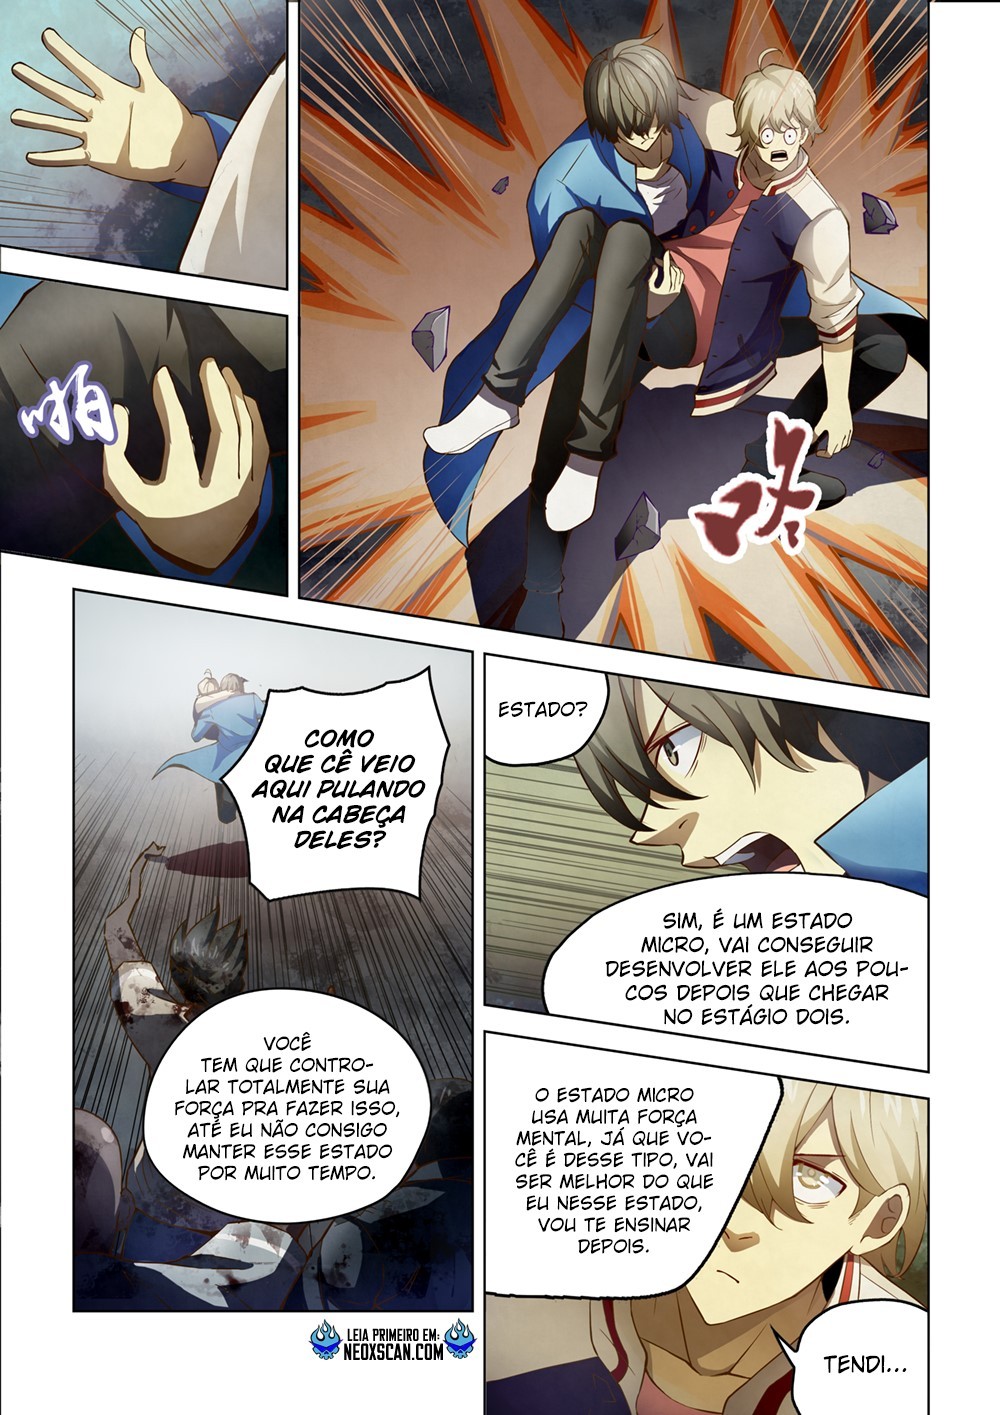 啪
咚
COMO
QUE CÊ VEIO
AQUI PULANDO
NA CABEÇA
DELES?
VOCÊ
TEM QUE CONTRO-
LAR TOTALMENTE SUA
FORÇA PRA FAZER ISSO,
ATÉ EU NÃO CONSIGO
MANTER ESSE ESTADO
POR MUITO TEMPO.
ESTADO?
SIM, É UM ESTADO
MICRO, VAI CONSEGUIR
DESENVOLVER ELE AOS POU-
COS DEPOIS QUE CHEGAR
NO ESTÁGIO DOIS.
O ESTADO MICRO
USA MUITA FORÇA
MENTAL, JÁ QUE VO-
CÊ É DESSE TIPO, VAI
SER MELHOR DO QUE
EU NESSE ESTADO,
VOU TE ENSINAR
DEPOIS.
TENDI...
LEIA PRIMEIRO EM:
NEOXSCAN.COM